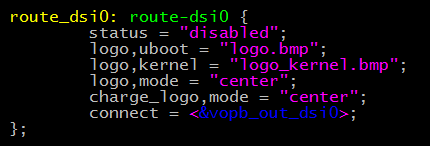 route_dsi0: route-dsi0 {
        status = "disabled";
        logo,uboot = "logo.bmp";
        logo,kernel = "logo_kernel.bmp";
        logo,mode = "center";
        charge_logo,mode = "center";
        connect = <&vopb_out_dsi0>;
};